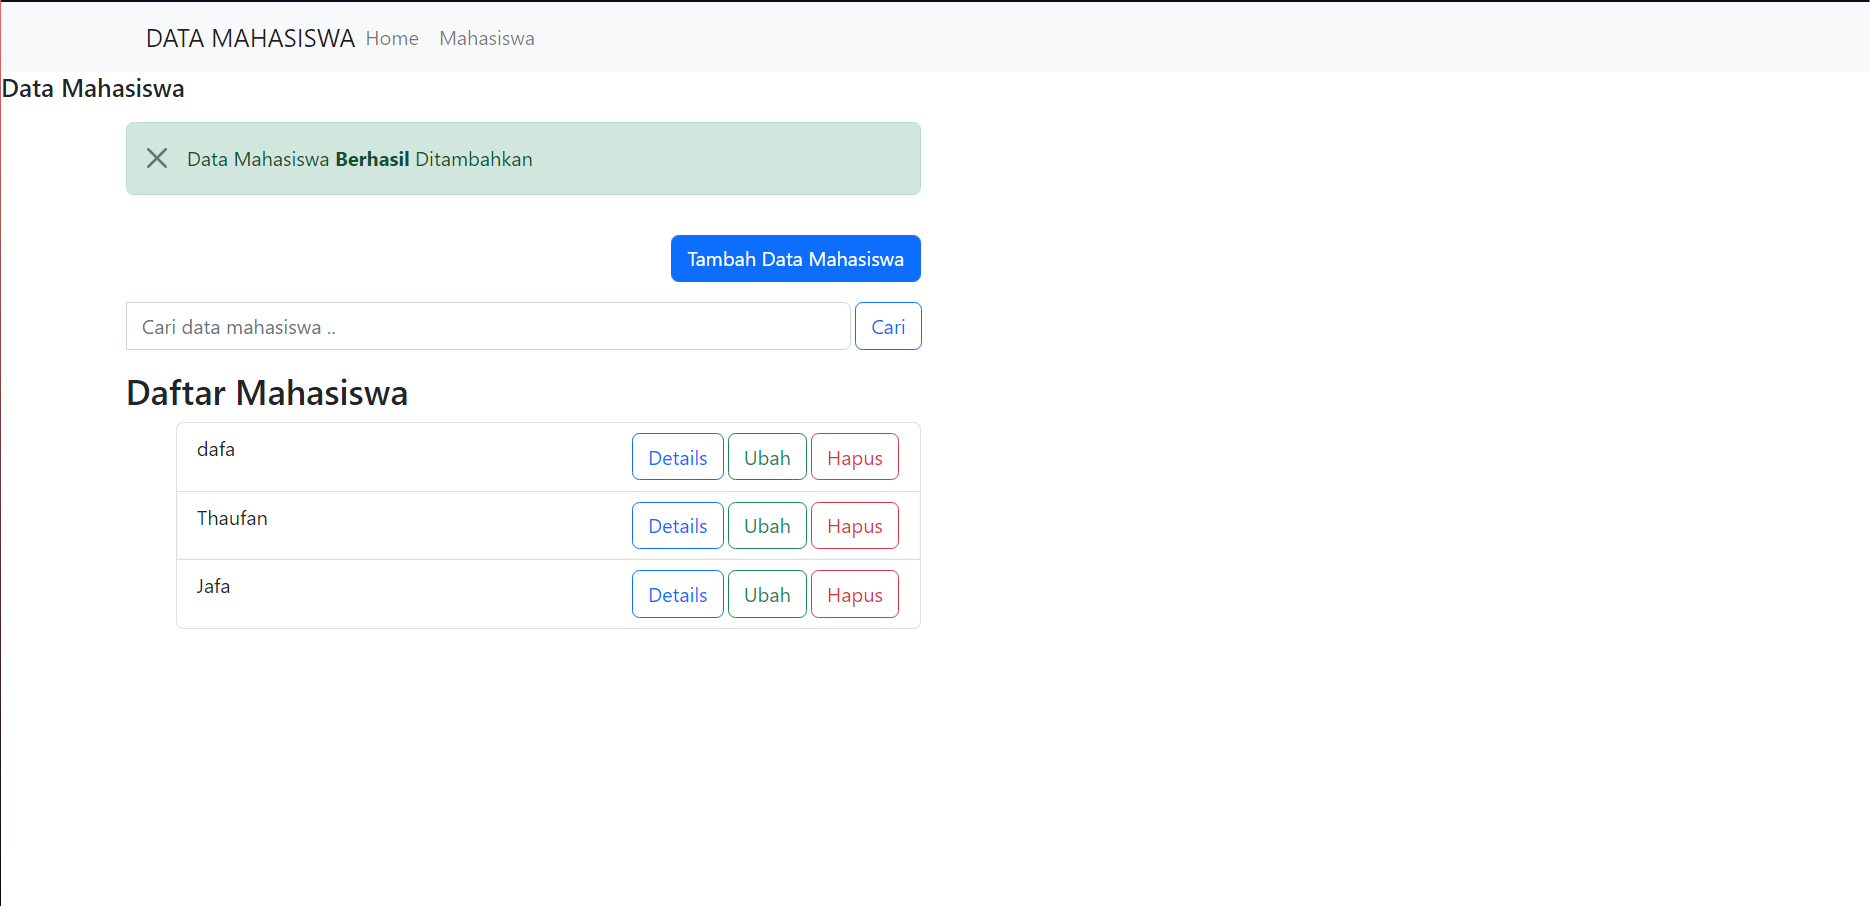 DATA MAHASISWA Home Mahasiswa
Data Mahasiswa
Data Mahasiswa Berhasil Ditambahkan
Tambah Data Mahasiswa
Cari data mahasiswa .. Cari
Daftar Mahasiswa
dafa Details Ubah Hapus
Thaufan Details Ubah Hapus
Jafa Details Ubah Hapus